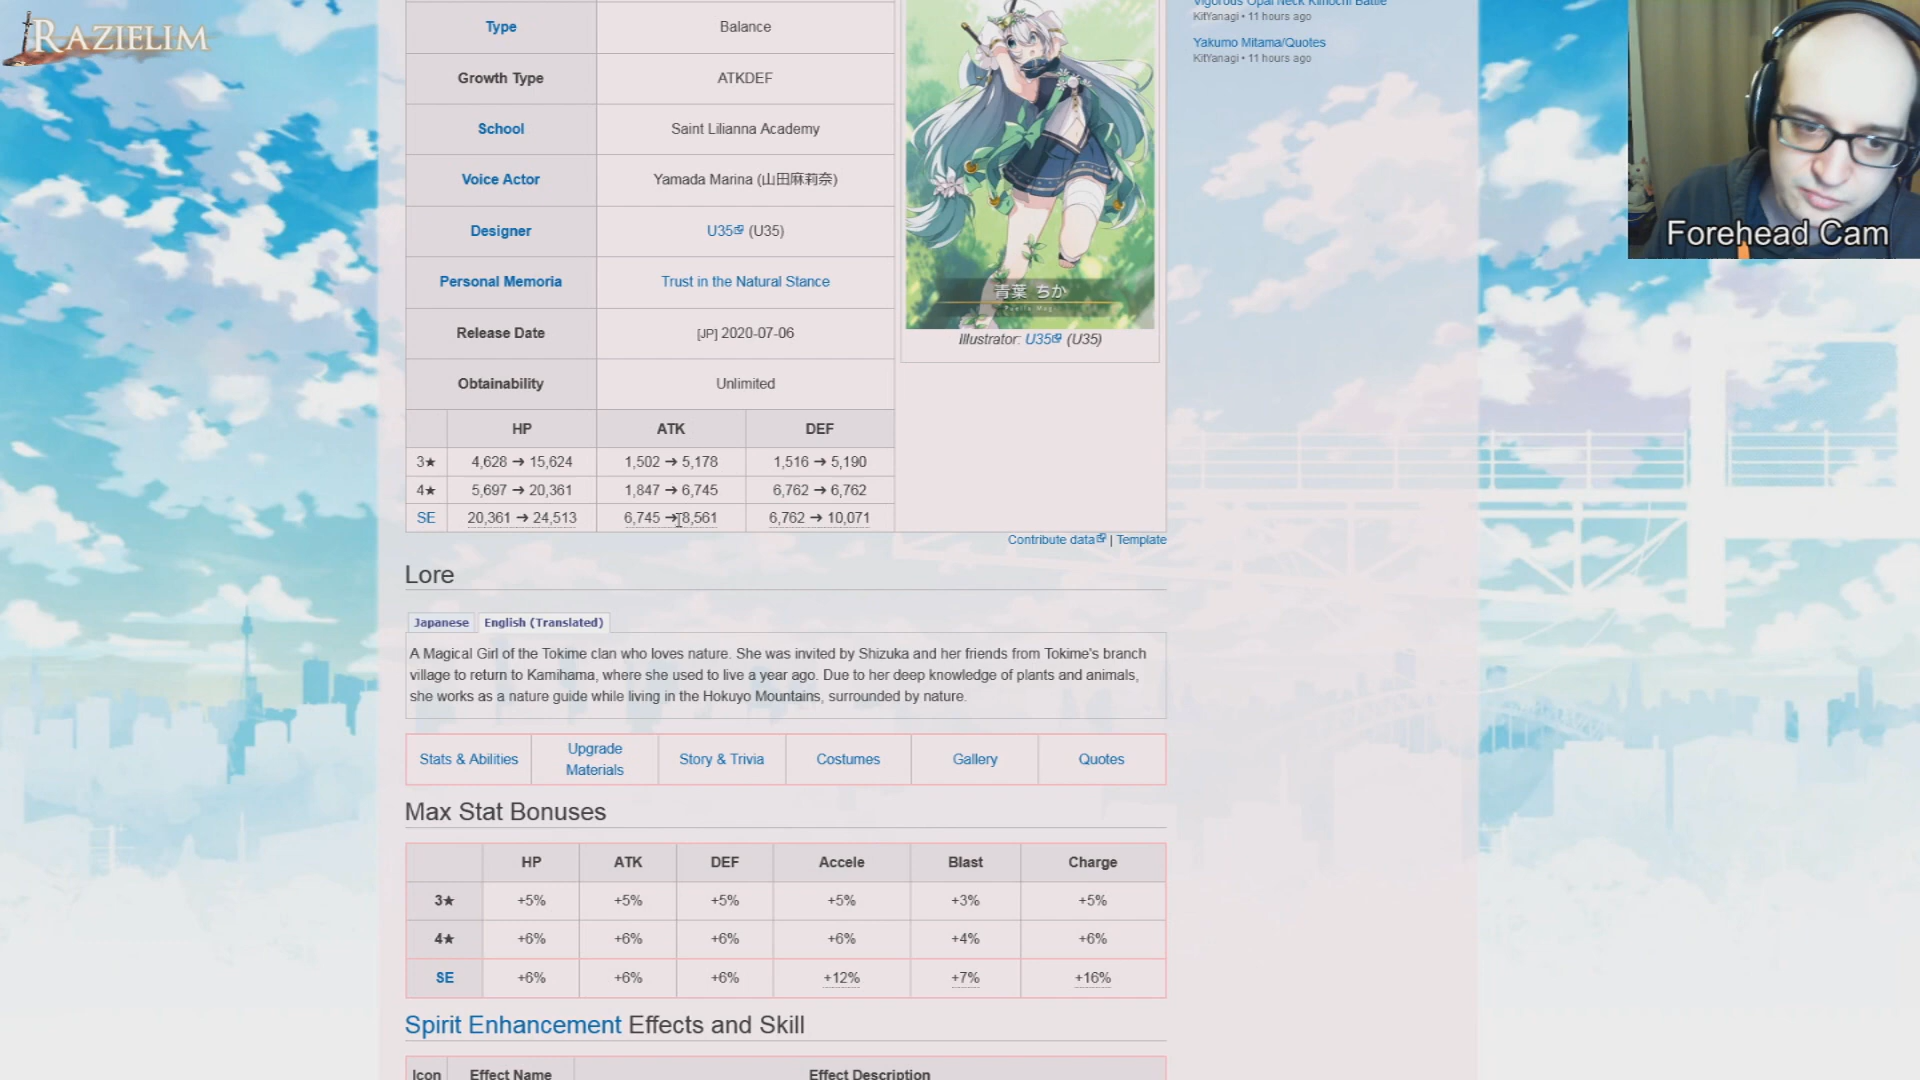 RAZIELIM
Type Balance
Growth Type ATKDEF
School Saint Lilianna Academy
Voice Actor Yamada Marina (山田麻莉奈)
Designer U35 (U35)
Personal Memoria Trust in the Natural Stance
Release Date [JP] 2020-07-06
Obtainability Unlimited
HP ATK DEF
3★ 4,628 → 15,624 1,502 → 5,178 1,516 → 5,190
4★ 5,697 → 20,361 1,847 → 6,745 6,762 → 6,762
SE 20,361 → 24,513 6,745 → 8,561 6,762 → 10,071
青葉 ちか
Illustrator: U35 (U35)
Contribute data | Template
Vigorous Opal Neck Kimochi Battle
KitYanagi • 11 hours ago
Yakumo Mitama/Quotes
KitYanagi • 11 hours ago
Forehead Cam
Lore
Japanese English (Translated)
A Magical Girl of the Tokime clan who loves nature. She was invited by Shizuka and her friends from Tokime's branch
village to return to Kamihama, where she used to live a year ago. Due to her deep knowledge of plants and animals,
she works as a nature guide while living in the Hokuyo Mountains, surrounded by nature.
Stats & Abilities Upgrade Materials Story & Trivia Costumes Gallery Quotes
Max Stat Bonuses
HP ATK DEF Accele Blast Charge
3★ +5% +5% +5% +5% +3% +5%
4★ +6% +6% +6% +6% +4% +6%
SE +6% +6% +6% +12% +7% +16%
Spirit Enhancement Effects and Skill
Icon Effect Name Effect Description